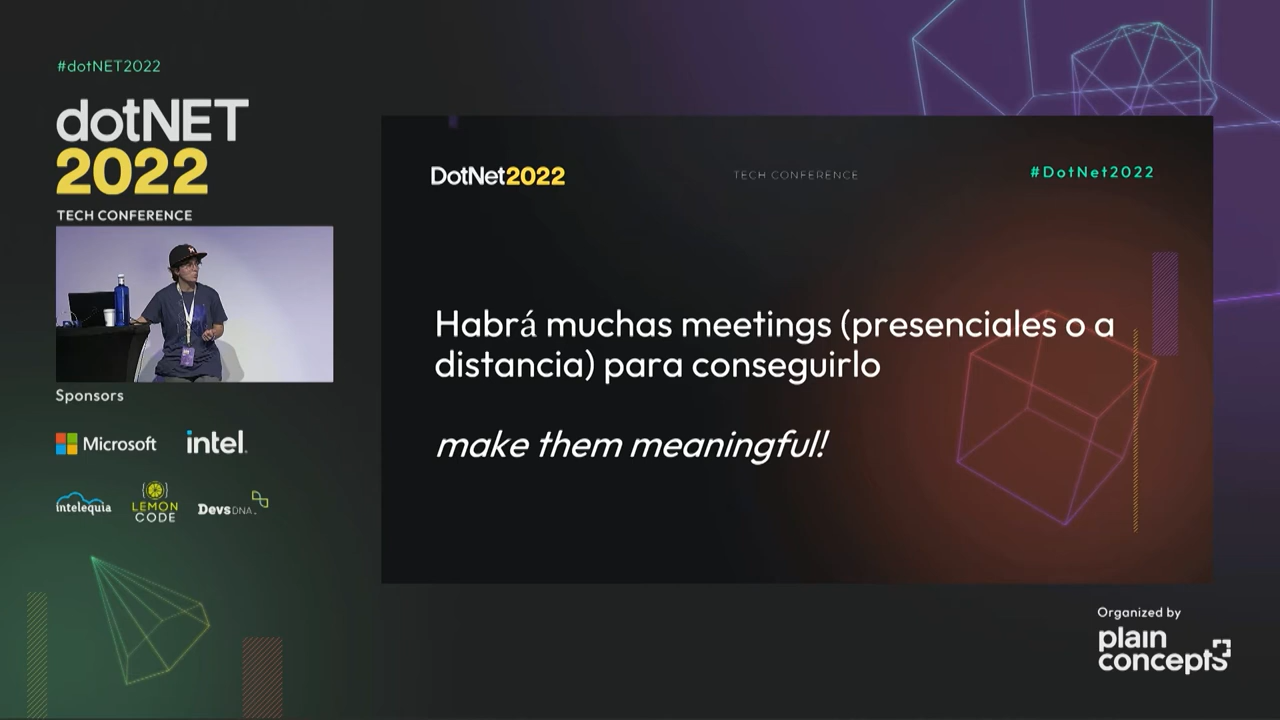 #dotNET2022
dotNET
2022
TECH CONFERENCE
Sponsors
Microsoft
intel.
intelequia
LEMON
CODE
DevsDNA
DotNet2022
TECH CONFERENCE
#DotNet2022
Habrá muchas meetings (presenciales o a
distancia) para conseguirlo
make them meaningful!
Organized by
plain
concepts